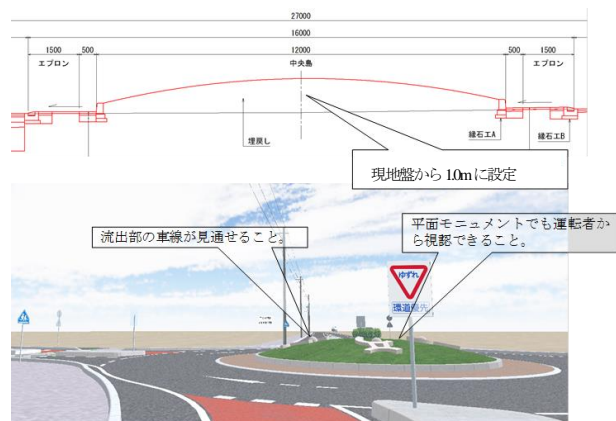 27000
16000
1500 500 12000 500 1500
エプロン 中央島 エプロン
埋戻し 縁石工A 縁石工B
現地盤から1.0mに設定
流出部の車線が見通せること。
平面モニュメントでも運転者か
ら視認できること。
ゆずれ
環道優先